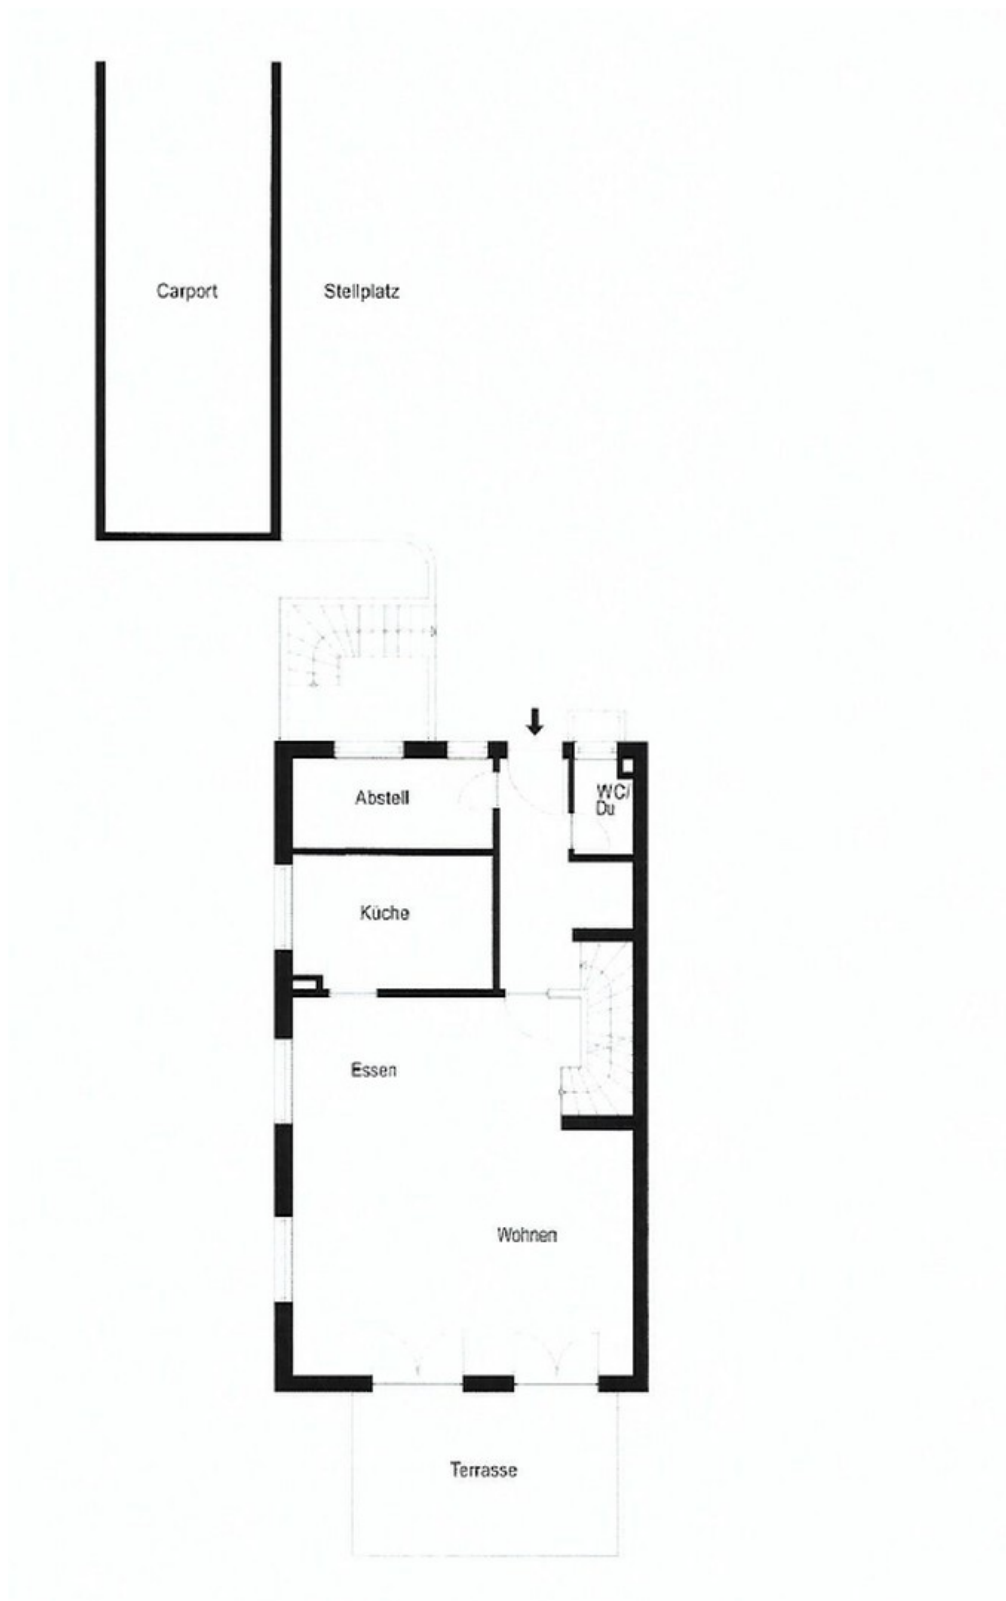 Carport
Stellplatz
Abstell
WC/
Du
Küche
Essen
Wohnen
Terrasse